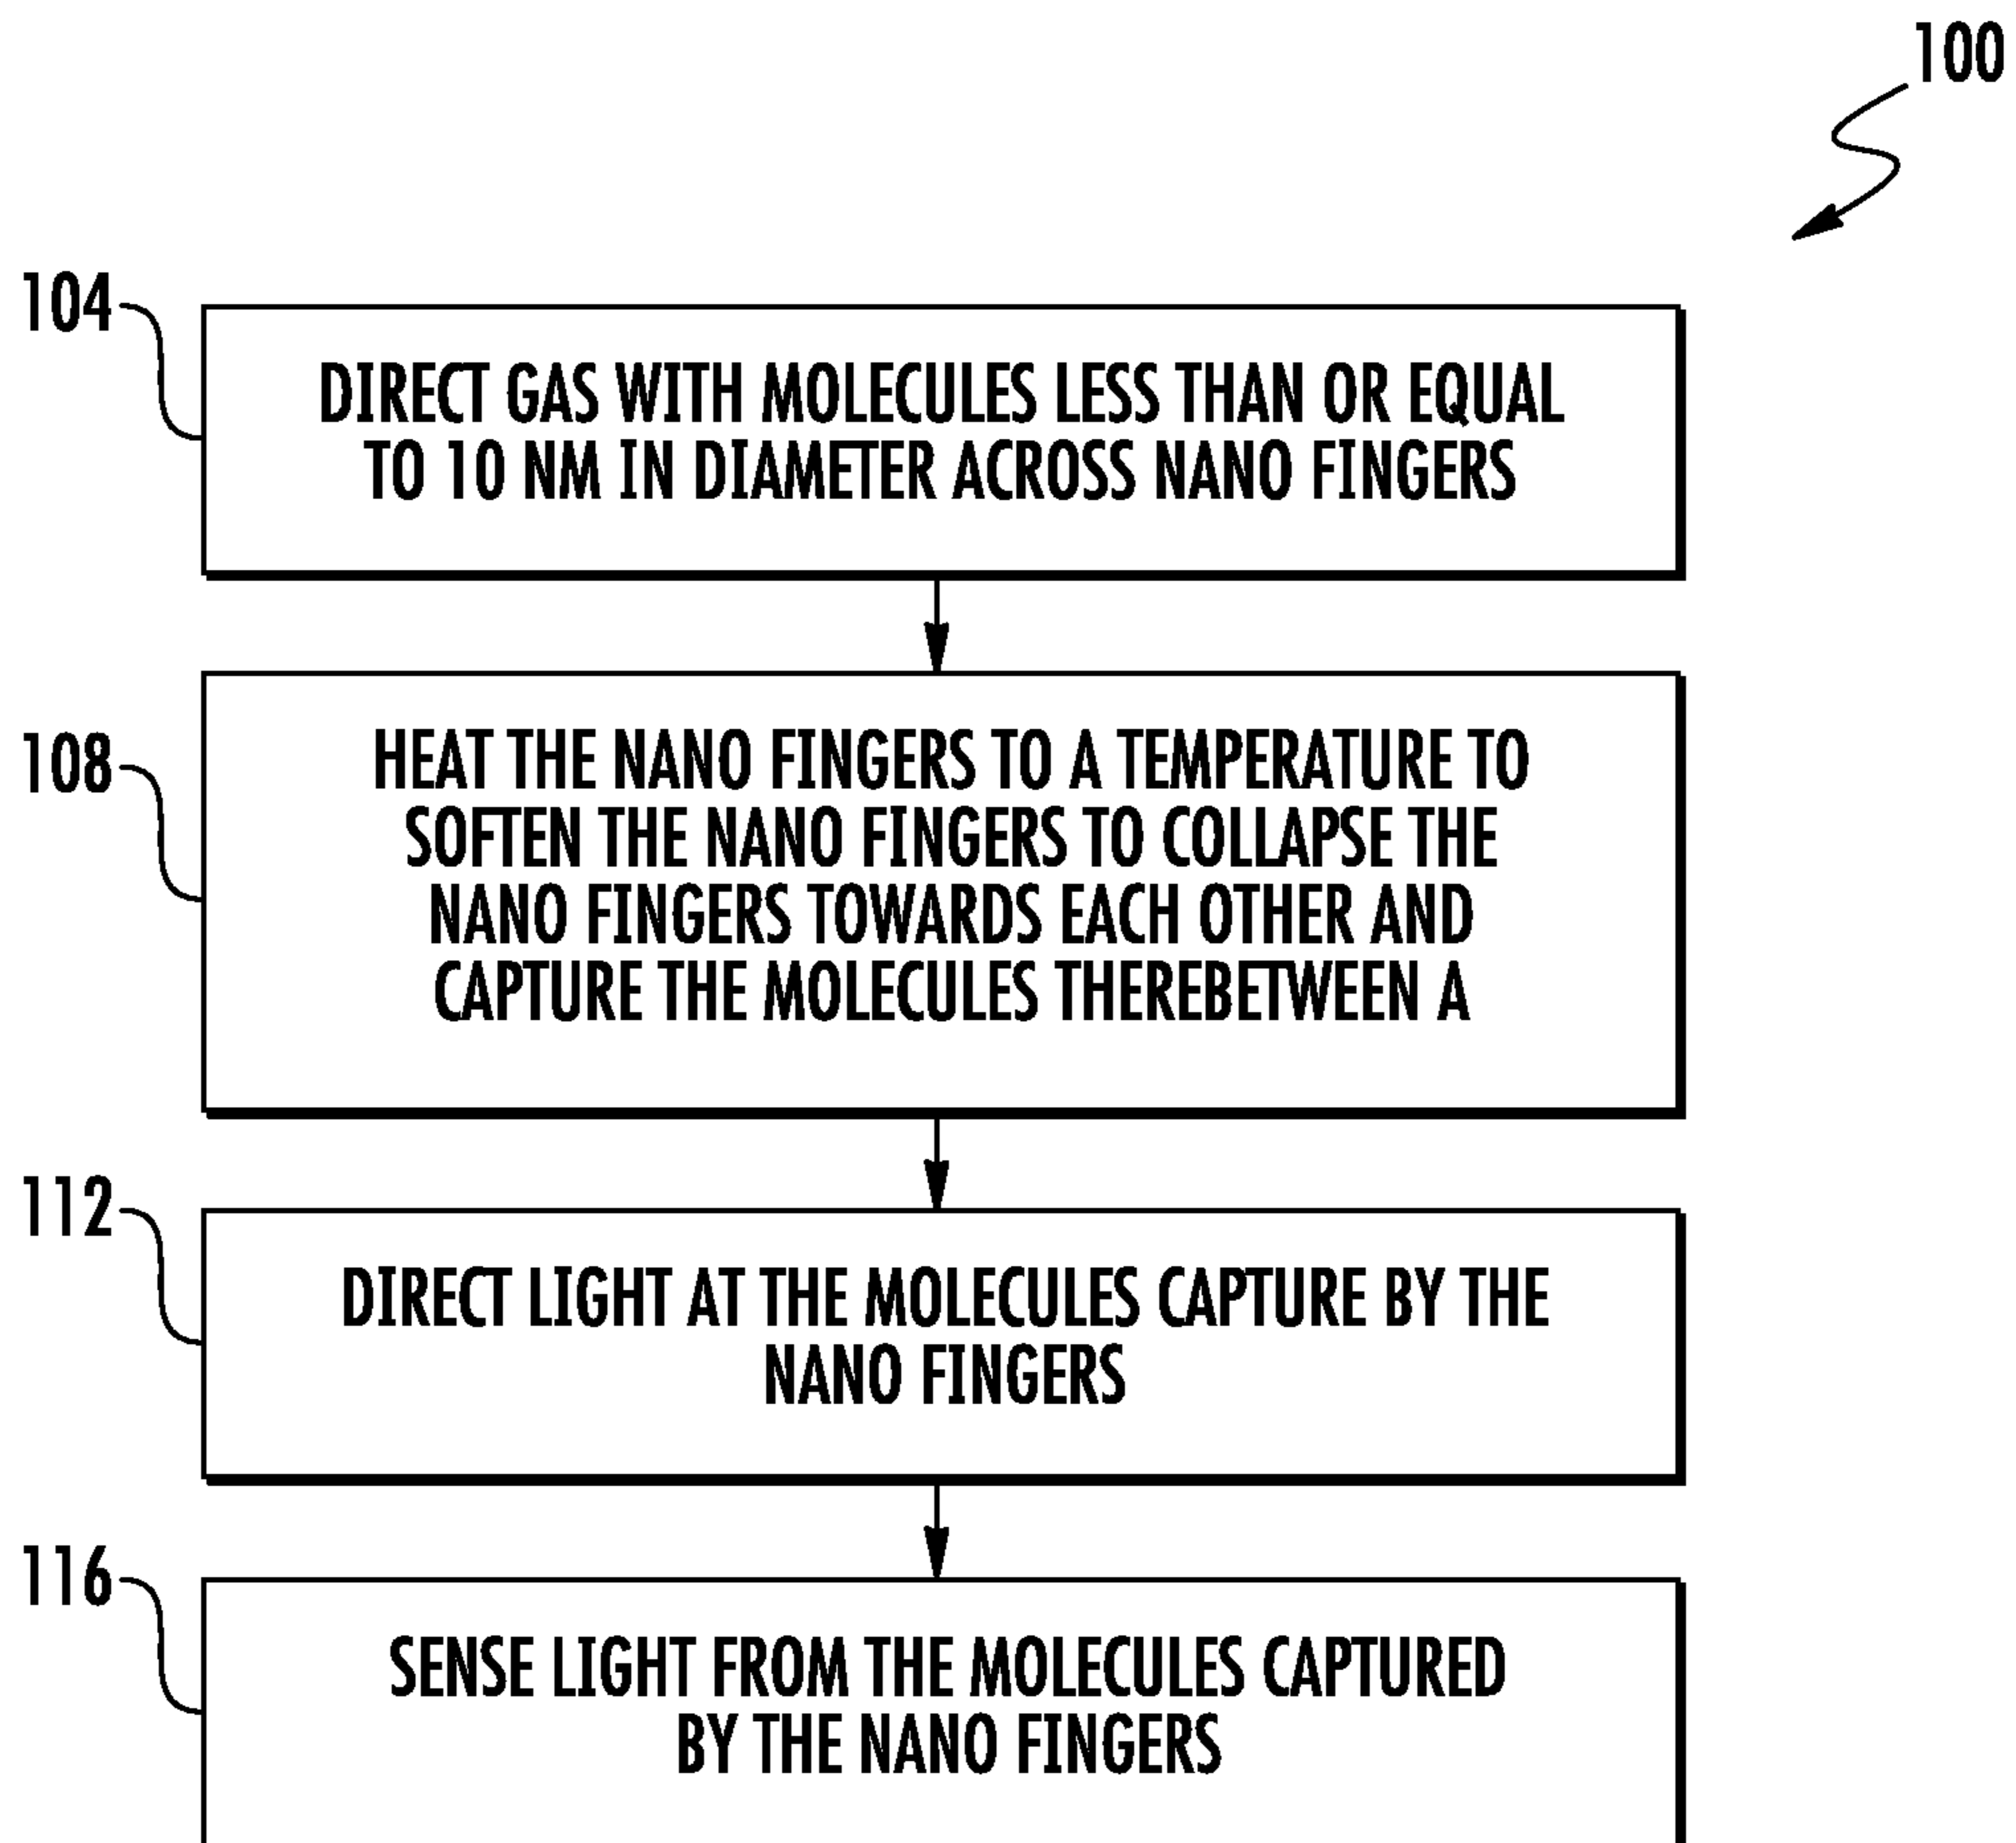 100
104
DIRECT GAS WITH MOLECULES LESS THAN OR EQUAL
TO 10 NM IN DIAMETER ACROSS NANO FINGERS
108
HEAT THE NANO FINGERS TO A TEMPERATURE TO
SOFTEN THE NANO FINGERS TO COLLAPSE THE
NANO FINGERS TOWARDS EACH OTHER AND
CAPTURE THE MOLECULES THEREBETWEEN A
112
DIRECT LIGHT AT THE MOLECULES CAPTURE BY THE
NANO FINGERS
116
SENSE LIGHT FROM THE MOLECULES CAPTURED
BY THE NANO FINGERS